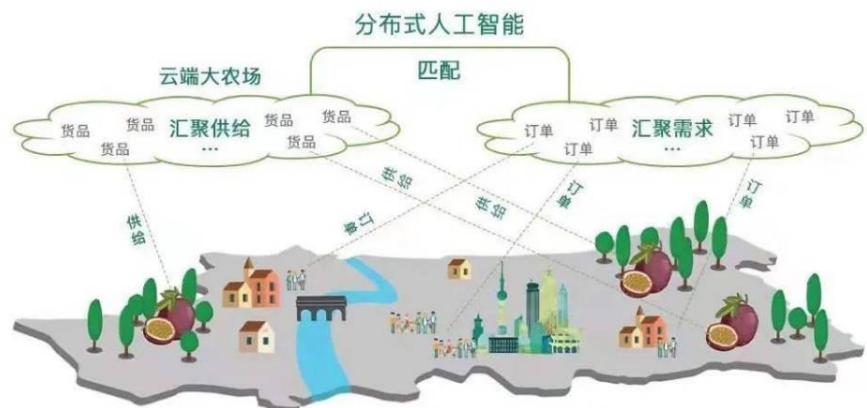 分布式人工智能
匹配
云端大农场
货品 货品 汇聚供给 货品 货品
货品 … 货品
订单 订单 汇聚需求 订单 订单
订单 … 订单
供给
供给
供给
订单
订单
订单